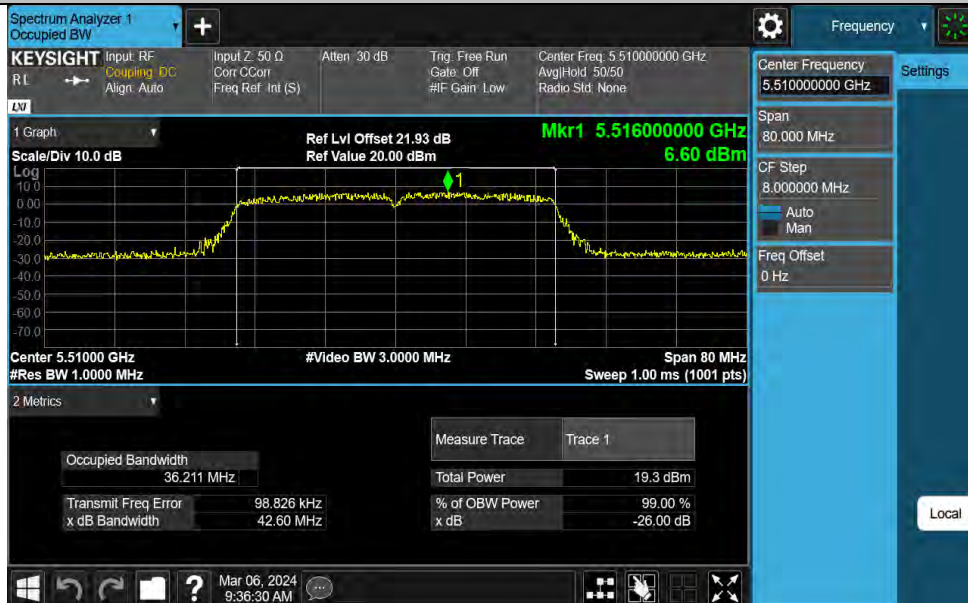 Spectrum Analyzer 1
Occupied BW
+
Frequency
KEYSIGHT
Input: RF
Coupling: DC
Align: Auto
Input Z: 50 Ω
Corr CCorr
Freq Ref: Int (S)
Atten: 30 dB
Trig: Free Run
Gate: Off
#IF Gain: Low
Center Freq: 5.510000000 GHz
Avg|Hold: 50/50
Radio Std: None
LXI
Center Frequency
5.510000000 GHz
Settings
Span
80.000 MHz
CF Step
8.000000 MHz
Auto
Man
Freq Offset
0 Hz
1 Graph
Scale/Div 10.0 dB
Ref Lvl Offset 21.93 dB
Ref Value 20.00 dBm
Mkr1 5.516000000 GHz
6.60 dBm
Log
10.0
0.00
-10.0
-20.0
-30.0
-40.0
-50.0
-60.0
-70.0
1
Center 5.51000 GHz
#Res BW 1.0000 MHz
#Video BW 3.0000 MHz
Span 80 MHz
Sweep 1.00 ms (1001 pts)
2 Metrics
Measure Trace Trace 1
Occupied Bandwidth
36.211 MHz
Total Power 19.3 dBm
Transmit Freq Error 98.826 kHz
% of OBW Power 99.00 %
x dB Bandwidth 42.60 MHz
x dB -26.00 dB
Local
?
Mar 06, 2024
9:36:30 AM